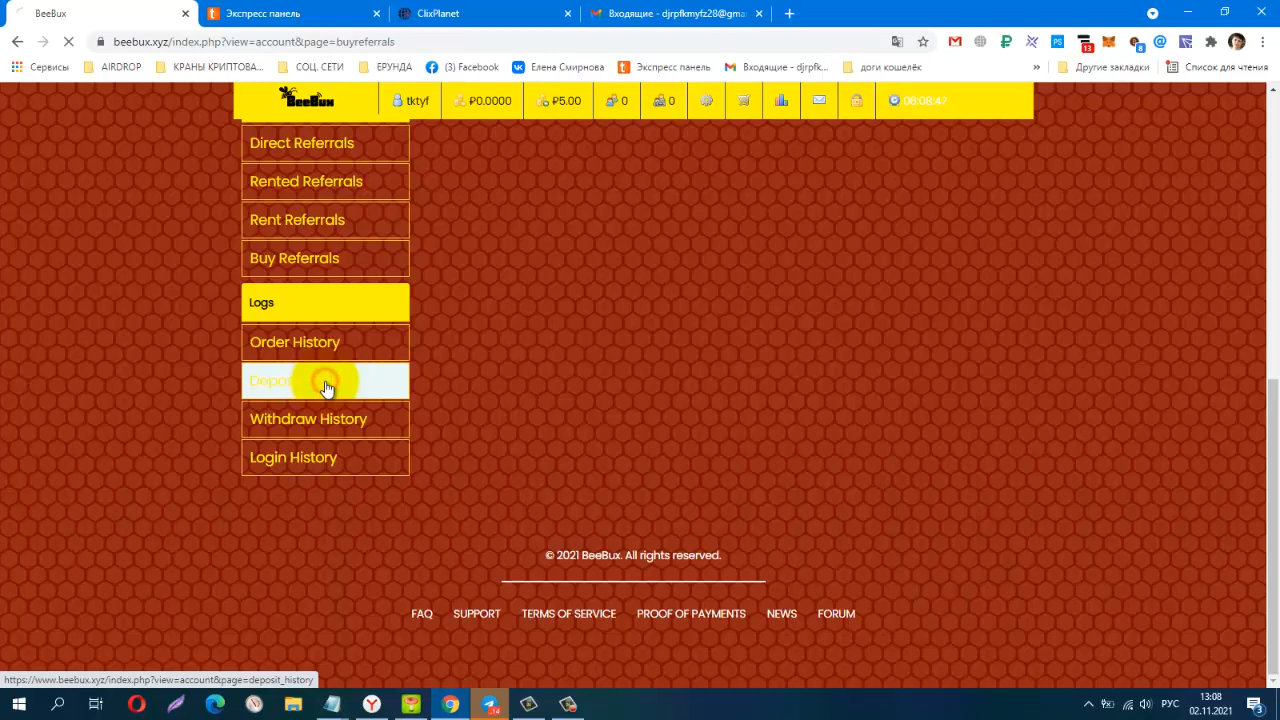 BeeBux
Экспресс панель
ClixPlanet
Входящие - djrpfkmyfz28@gma
beebux.xyz/index.php?view=account&page=buyreferrals
13
8
Сервисы
AIRDROP
КРАНЫ КРИПТОВА...
СОЦ. СЕТИ
ЕРУНДА
(3) Facebook
Елена Смирнова
Экспресс панель
Входящие - djrpfk...
доги кошелёк
»
Другие закладки
Список для чтения
BeeBux
tktyf
₽0.0000
₽5.00
0
0
08:08:47
Direct Referrals
Rented Referrals
Rent Referrals
Buy Referrals
Logs
Order History
Withdraw History
Login History
© 2021 BeeBux. All rights reserved.
FAQ
SUPPORT
TERMS OF SERVICE
PROOF OF PAYMENTS
NEWS
FORUM
https://www.beebux.xyz/index.php?view=account&page=deposit_history
РУС
13:08
02.11.2021
3